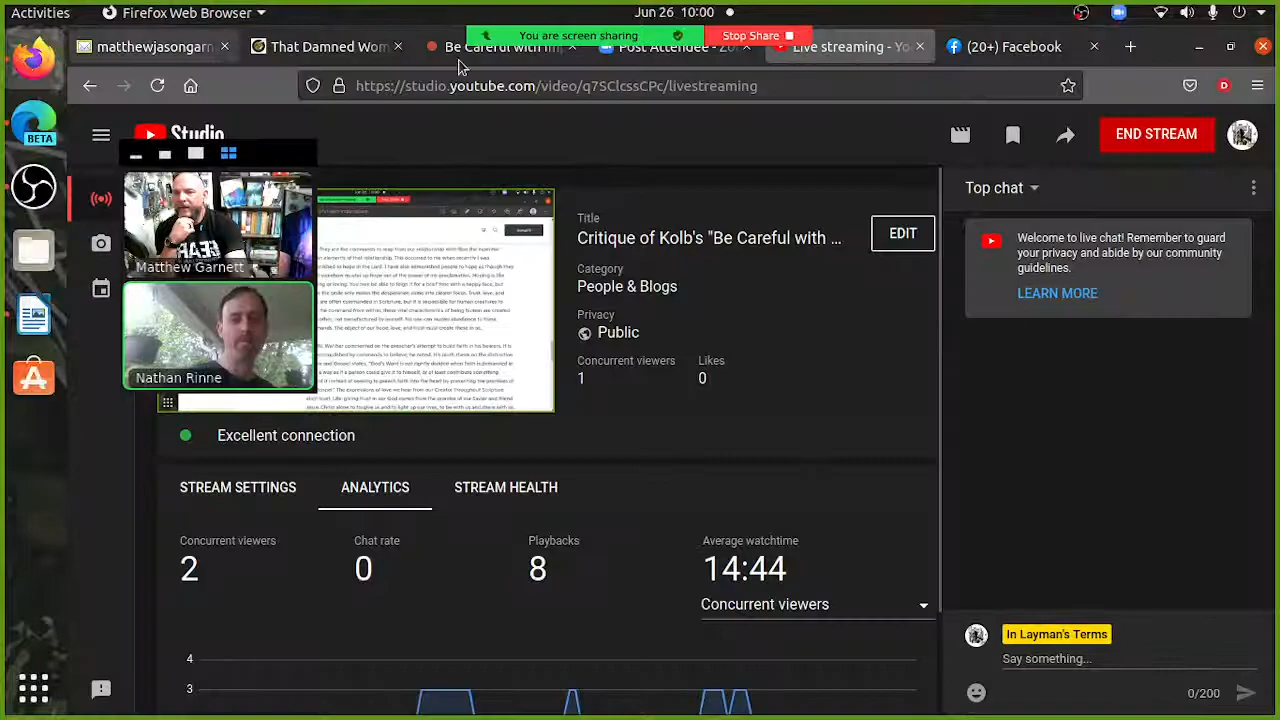 Activities
Firefox Web Browser
Jun 26 10:00
You are screen sharing
Stop Share
matthewjasongarn
That Damned Wom
Be Careful with
Post Attendee - Zo
Live streaming - Yo
(20+) Facebook
https://studio.youtube.com/video/q7SClcssCPc/livestreaming
Studio
END STREAM
BETA
Matthew Garnett
Nathan Rinne
Title
Critique of Kolb's "Be Careful with ...
EDIT
Category
People & Blogs
Privacy
Public
Concurrent viewers
Likes
1
0
Excellent connection
STREAM SETTINGS
ANALYTICS
STREAM HEALTH
Concurrent viewers
Chat rate
Playbacks
Average watchtime
2
0
8
14:44
Concurrent viewers
4
3
Top chat
Welcome to live chat! Remember to guard
your privacy and abide by our community
guidelines.
LEARN MORE
In Layman's Terms
Say something...
0/200